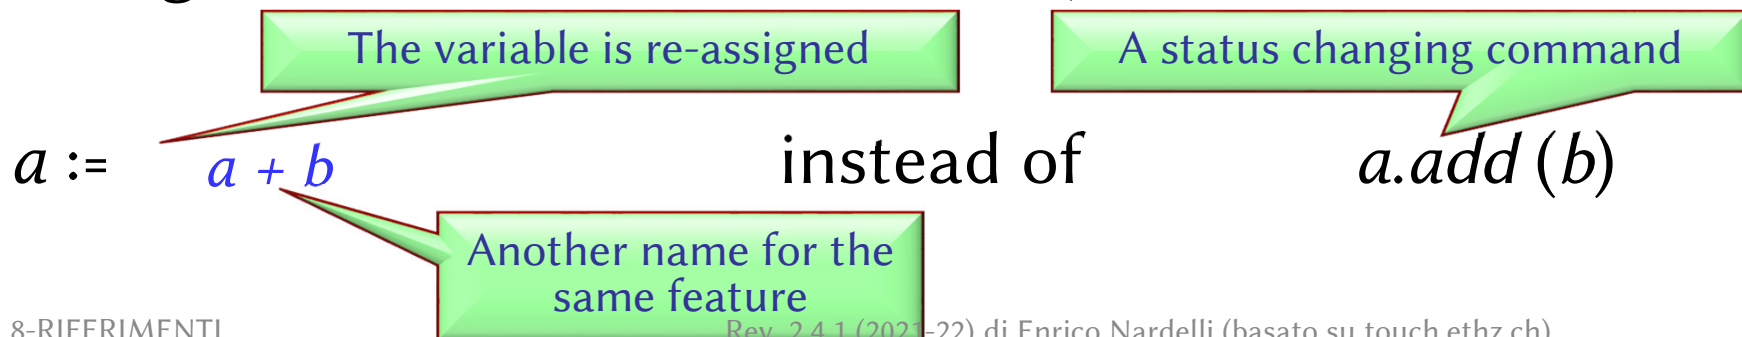 The variable is re-assigned
A status changing command
a := a + b instead of a.add (b)
Another name for the
same feature
8-RIFERIMENTI
Rev. 2.4.1 (2021-22) di Enrico Nardelli (basato su touch.ethz.ch)